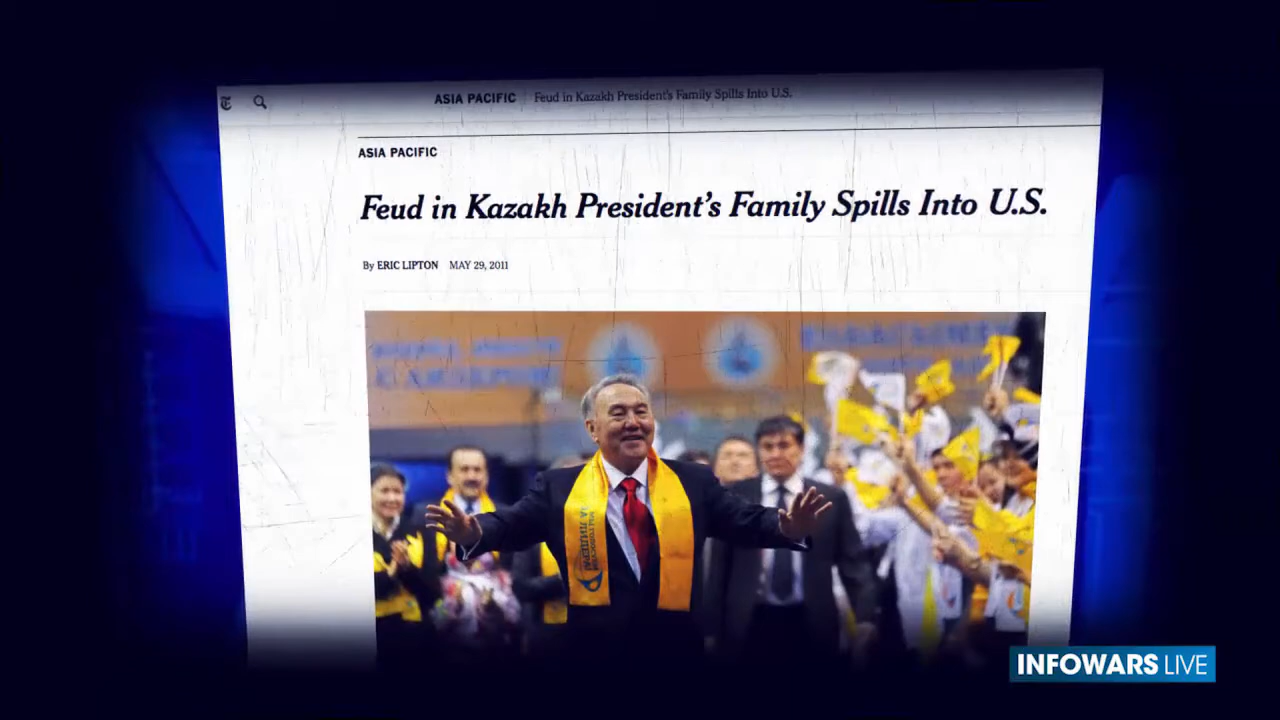 ASIA PACIFIC Feud in Kazakh President's Family Spills Into U.S.
ASIA PACIFIC
Feud in Kazakh President's Family Spills Into U.S.
By ERIC LIPTON MAY 29, 2011
INFOWARS LIVE